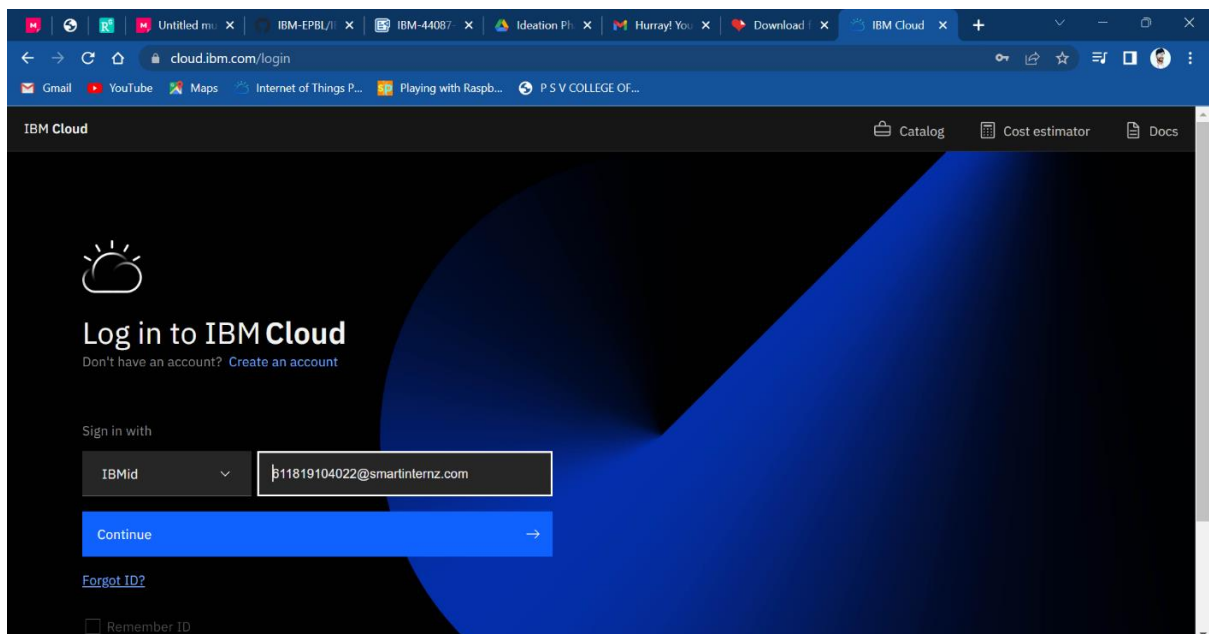 Untitled mu
IBM-EPBL/I
IBM-44087-
Ideation Ph
Hurray! You
Download f
IBM Cloud
cloud.ibm.com/login
Gmail
YouTube
Maps
Internet of Things P...
Playing with Raspb...
P S V COLLEGE OF...
IBM Cloud
Catalog
Cost estimator
Docs
Log in to IBM Cloud
Don't have an account? Create an account
Sign in with
IBMid
611819104022@smartinternz.com
Continue
Forgot ID?
Remember ID